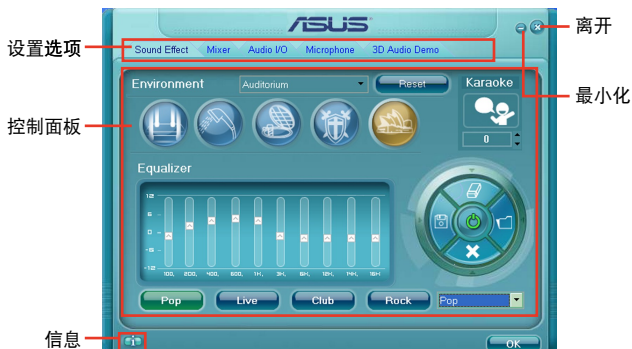 ASUS
离开
设置选项
Sound Effect Mixer Audio I/O Microphone 3D Audio Demo
最小化
Environment Auditorium Reset Karaoke
控制面板
0
Equalizer
12
6
0
-6
-12
100, 200, 400, 600, 1K, 3K, 6K, 12K, 14K, 16K
Pop Live Club Rock Pop
信息
i
OK